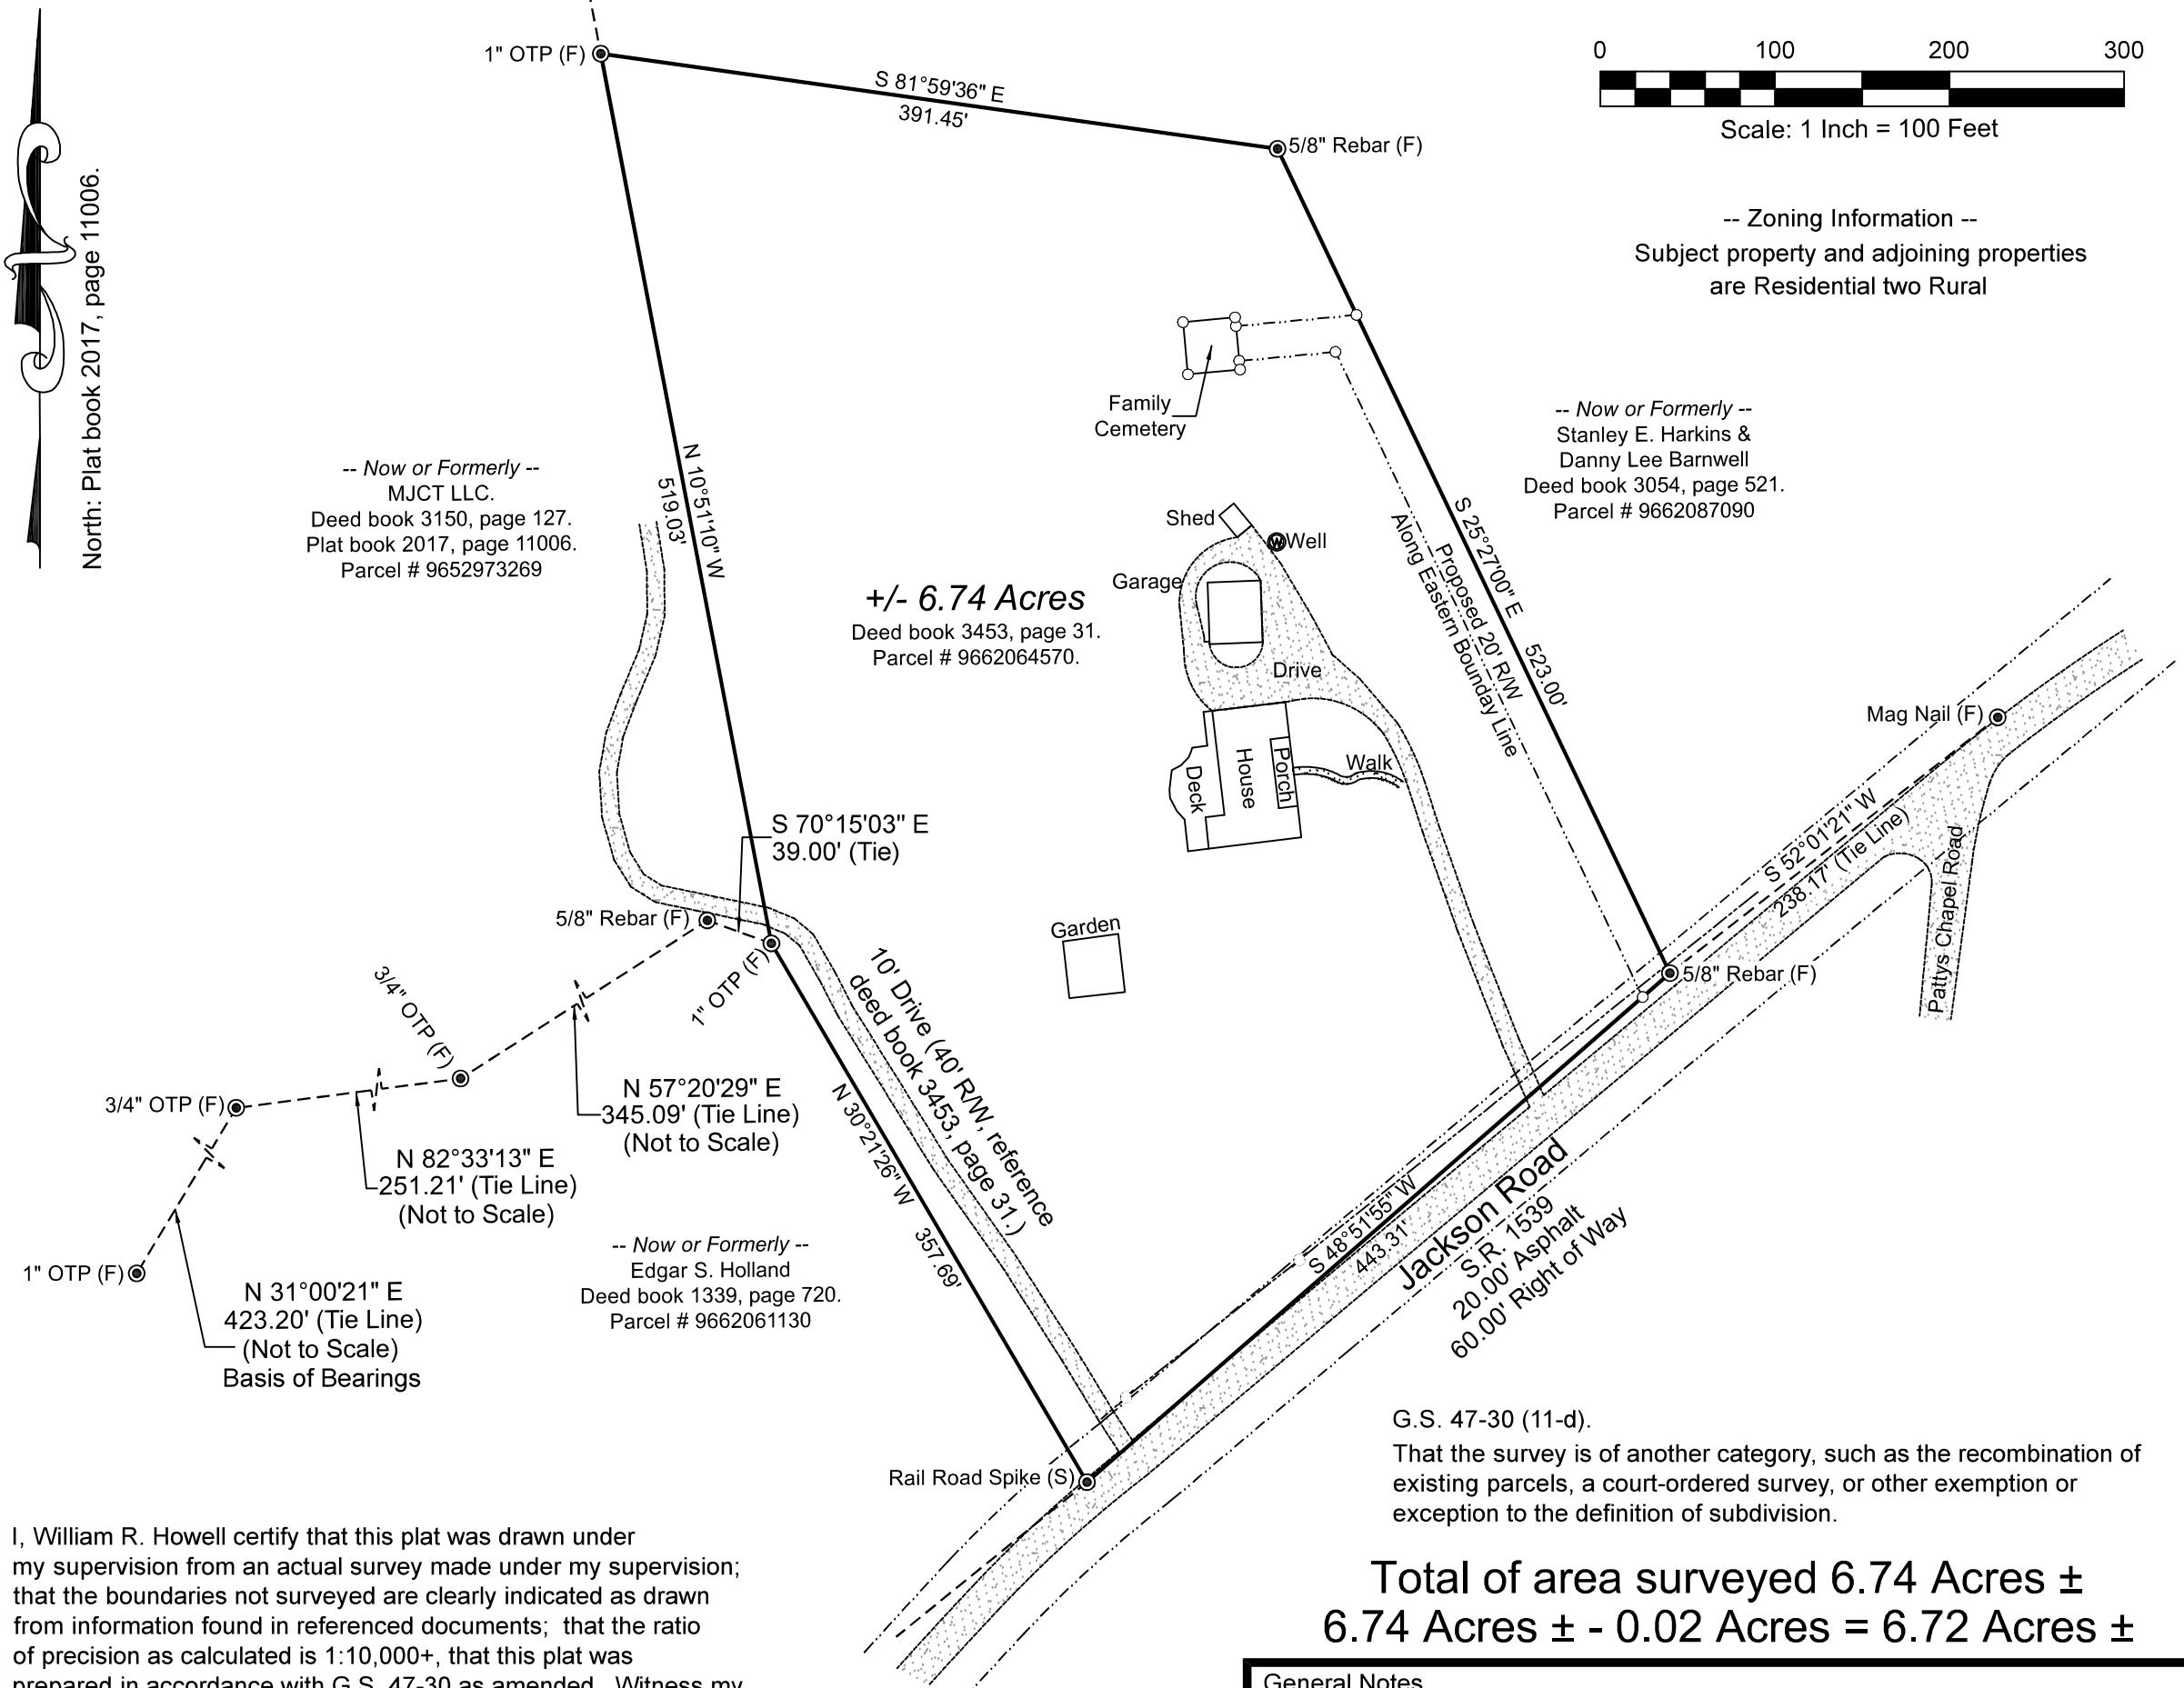 North: Plat book 2017, page 11006.
1" OTP (F)
S 81°59'36" E
391.45'
5/8" Rebar (F)
0 100 200 300
Scale: 1 Inch = 100 Feet
-- Zoning Information --
Subject property and adjoining properties
are Residential two Rural
Family
Cemetery
-- Now or Formerly --
Stanley E. Harkins &
Danny Lee Barnwell
Deed book 3054, page 521.
Parcel # 9662087090
-- Now or Formerly --
MJCT LLC.
Deed book 3150, page 127.
Plat book 2017, page 11006.
Parcel # 9652973269
N 10°51'10" W
519.03'
Shed
W
Well
Garage
+/- 6.74 Acres
Deed book 3453, page 31.
Parcel # 9662064570.
Drive
S 25°27'00" E
523.00'
Proposed 20' R/W
Along Eastern Bounday Line
Mag Nail (F)
Deck
House
Porch
Walk
S 70°15'03" E
39.00' (Tie)
S 52°01'21" W
238.17' (Tie Line)
Pattys Chapel Road
5/8" Rebar (F)
1" OTP (F)
Garden
5/8" Rebar (F)
3/4" OTP (F)
3/4" OTP (F)
10' Drive (40' R/W, reference
deed book 3453, page 31.)
N 57°20'29" E
345.09' (Tie Line)
(Not to Scale)
N 82°33'13" E
251.21' (Tie Line)
(Not to Scale)
N 30°21'26" W
357.69'
S 48°51'55" W
443.31'
Jackson Road
S.R. 1539
20.00' Asphalt
60.00' Right of Way
1" OTP (F)
N 31°00'21" E
423.20' (Tie Line)
(Not to Scale)
Basis of Bearings
-- Now or Formerly --
Edgar S. Holland
Deed book 1339, page 720.
Parcel # 9662061130
Rail Road Spike (S)
G.S. 47-30 (11-d).
That the survey is of another category, such as the recombination of
existing parcels, a court-ordered survey, or other exemption or
exception to the definition of subdivision.
I, William R. Howell certify that this plat was drawn under
my supervision from an actual survey made under my supervision;
that the boundaries not surveyed are clearly indicated as drawn
from information found in referenced documents; that the ratio
of precision as calculated is 1:10,000+, that this plat was
prepared in accordance with G.S. 47-30 as amended. Witness my
Total of area surveyed 6.74 Acres ±
6.74 Acres ± - 0.02 Acres = 6.72 Acres ±
General Notes